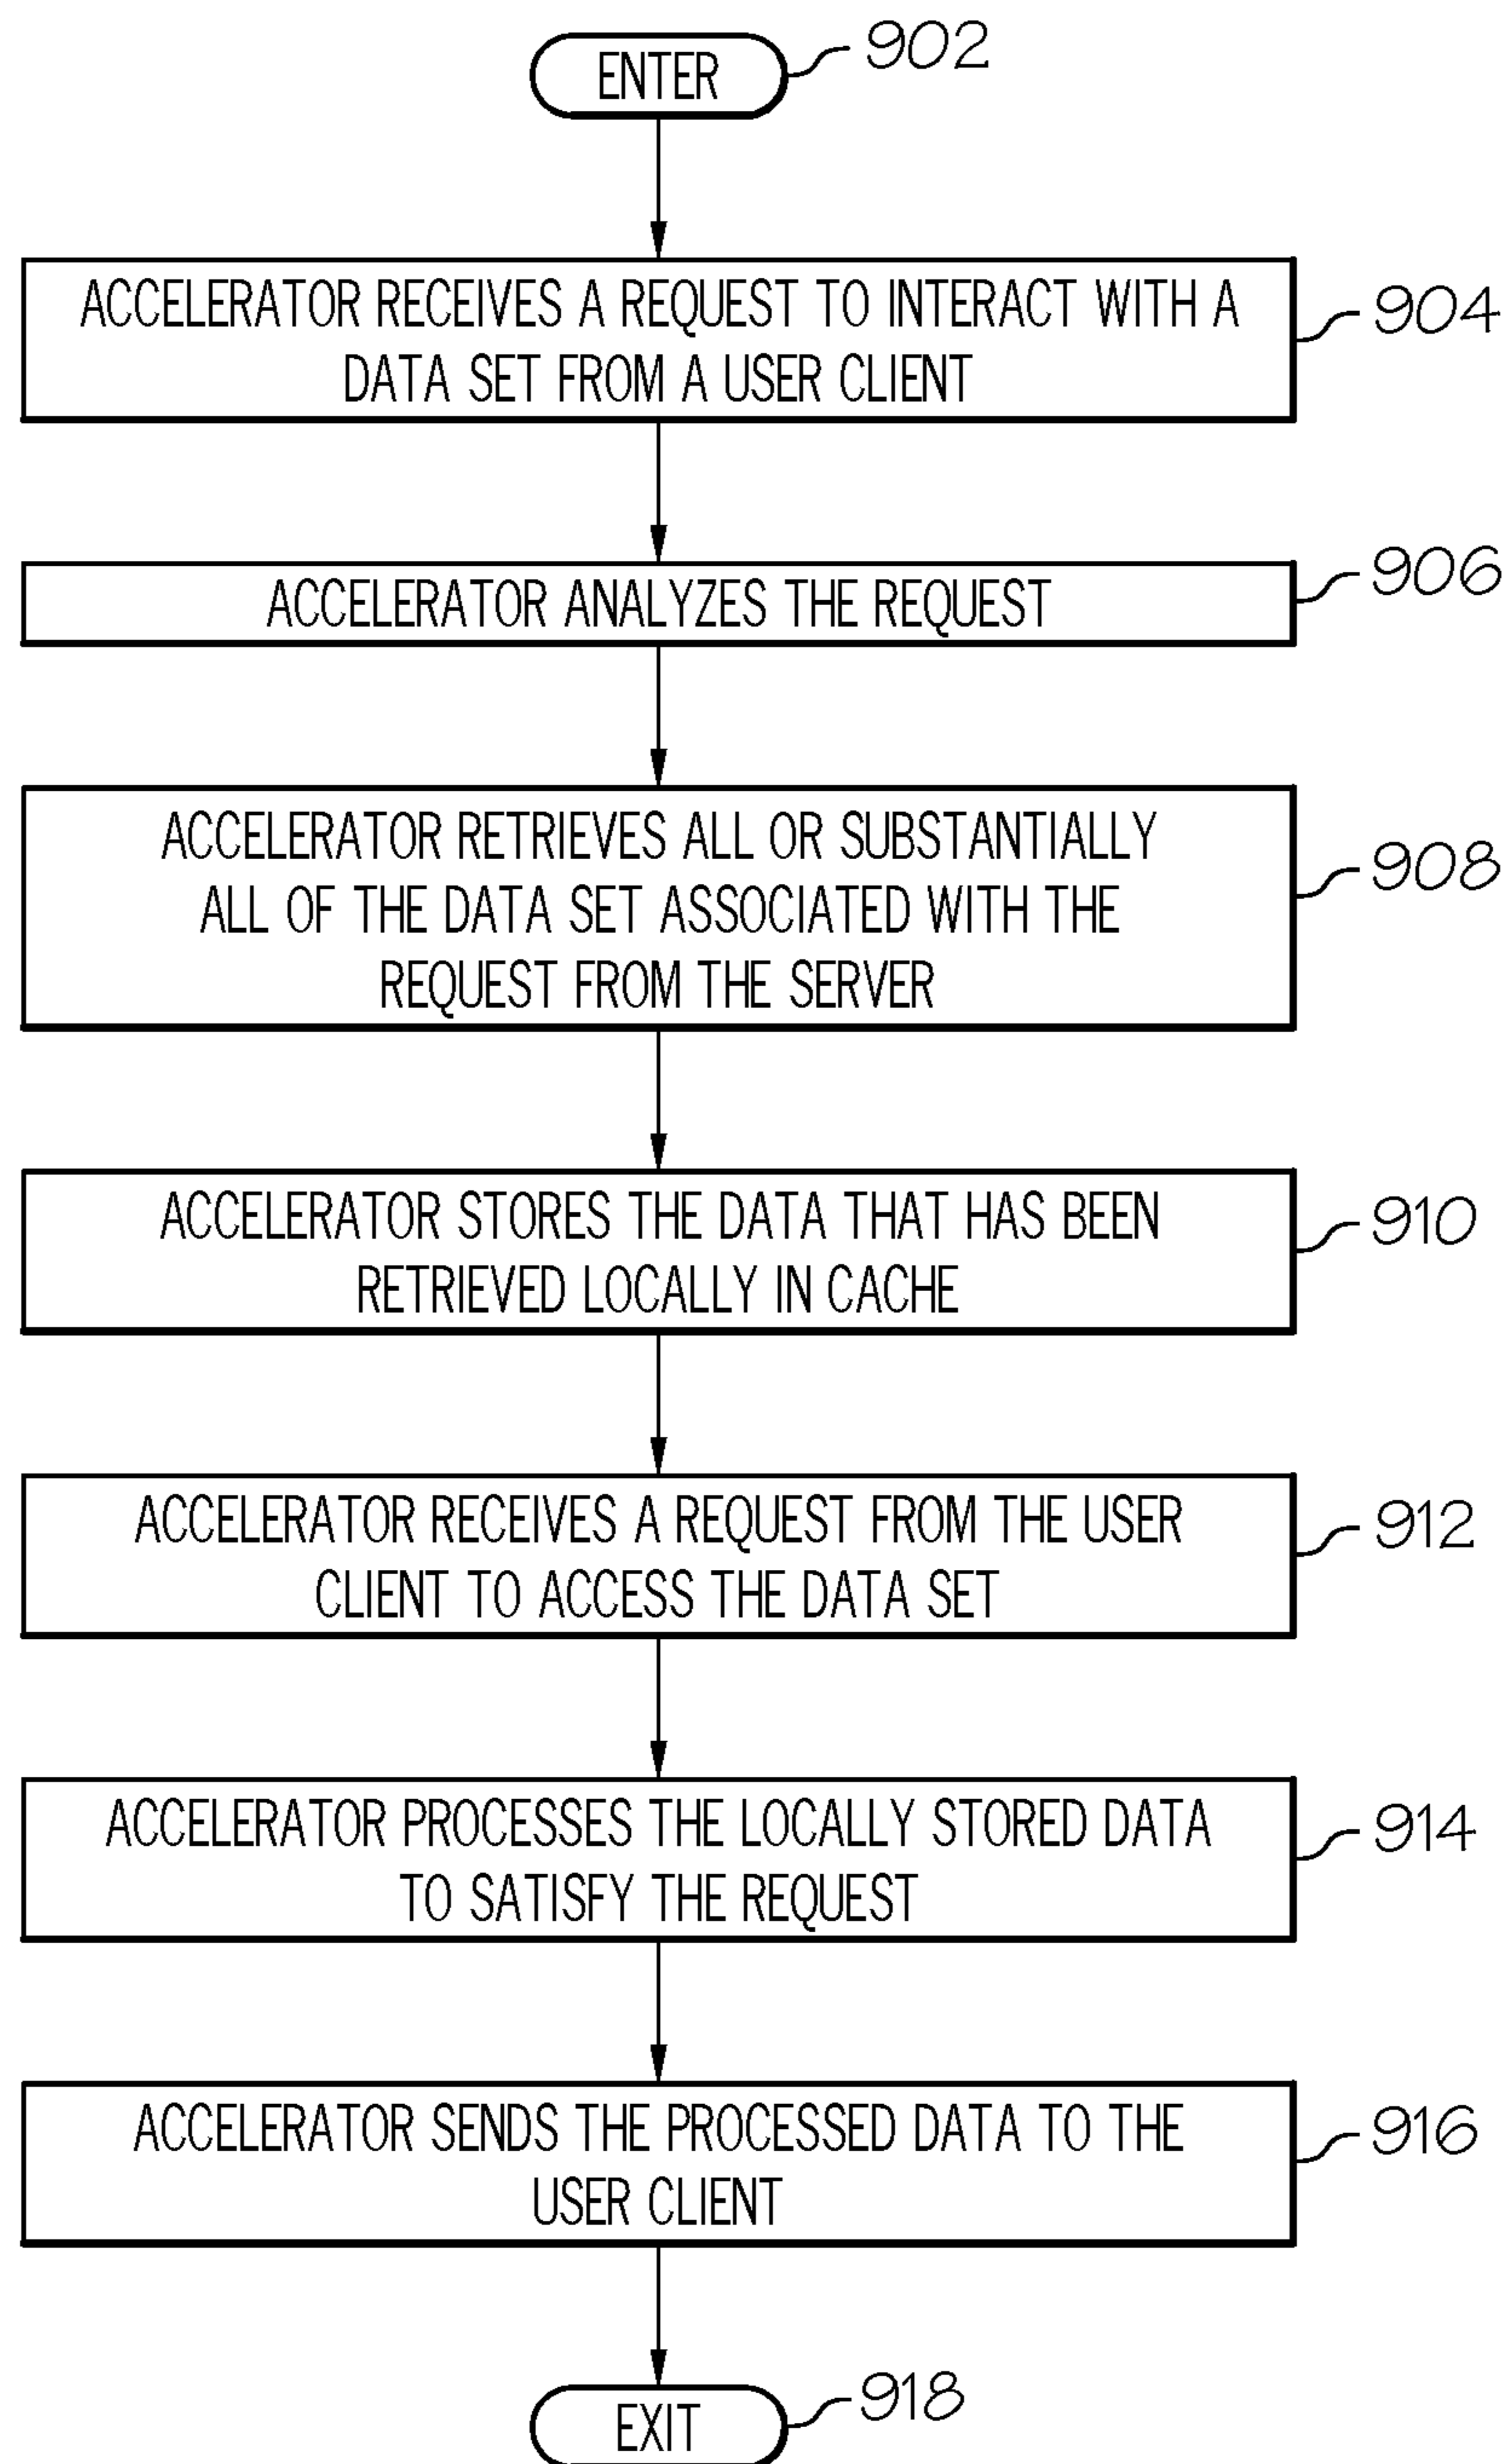 ENTER
902
ACCELERATOR RECEIVES A REQUEST TO INTERACT WITH A
DATA SET FROM A USER CLIENT
904
ACCELERATOR ANALYZES THE REQUEST
906
ACCELERATOR RETRIEVES ALL OR SUBSTANTIALLY
ALL OF THE DATA SET ASSOCIATED WITH THE
REQUEST FROM THE SERVER
908
ACCELERATOR STORES THE DATA THAT HAS BEEN
RETRIEVED LOCALLY IN CACHE
910
ACCELERATOR RECEIVES A REQUEST FROM THE USER
CLIENT TO ACCESS THE DATA SET
912
ACCELERATOR PROCESSES THE LOCALLY STORED DATA
TO SATISFY THE REQUEST
914
ACCELERATOR SENDS THE PROCESSED DATA TO THE
USER CLIENT
916
EXIT
918